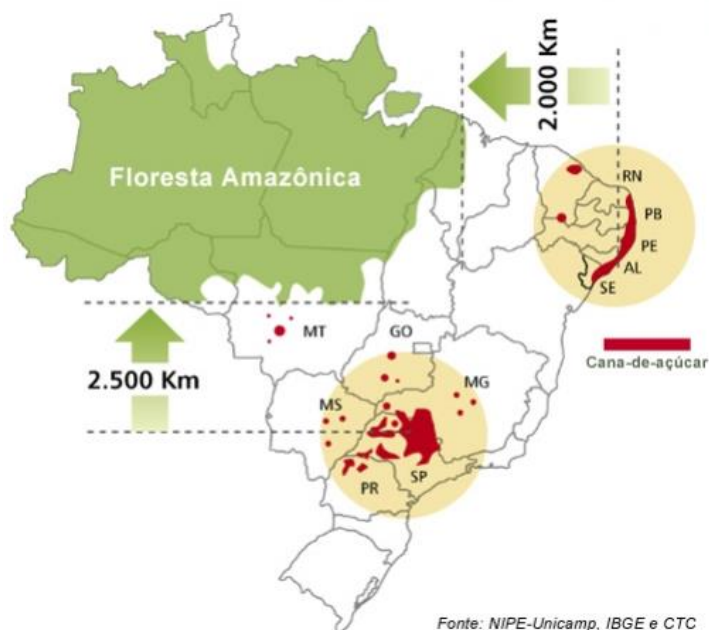 2.000 Km
Floresta Amazônica
RN
PB
PE
AL
SE
Cana-de-açúcar
MT
GO
2.500 Km
MS
MG
PR
SP
Fonte: NIPE-Unicamp, IBGE e CTC